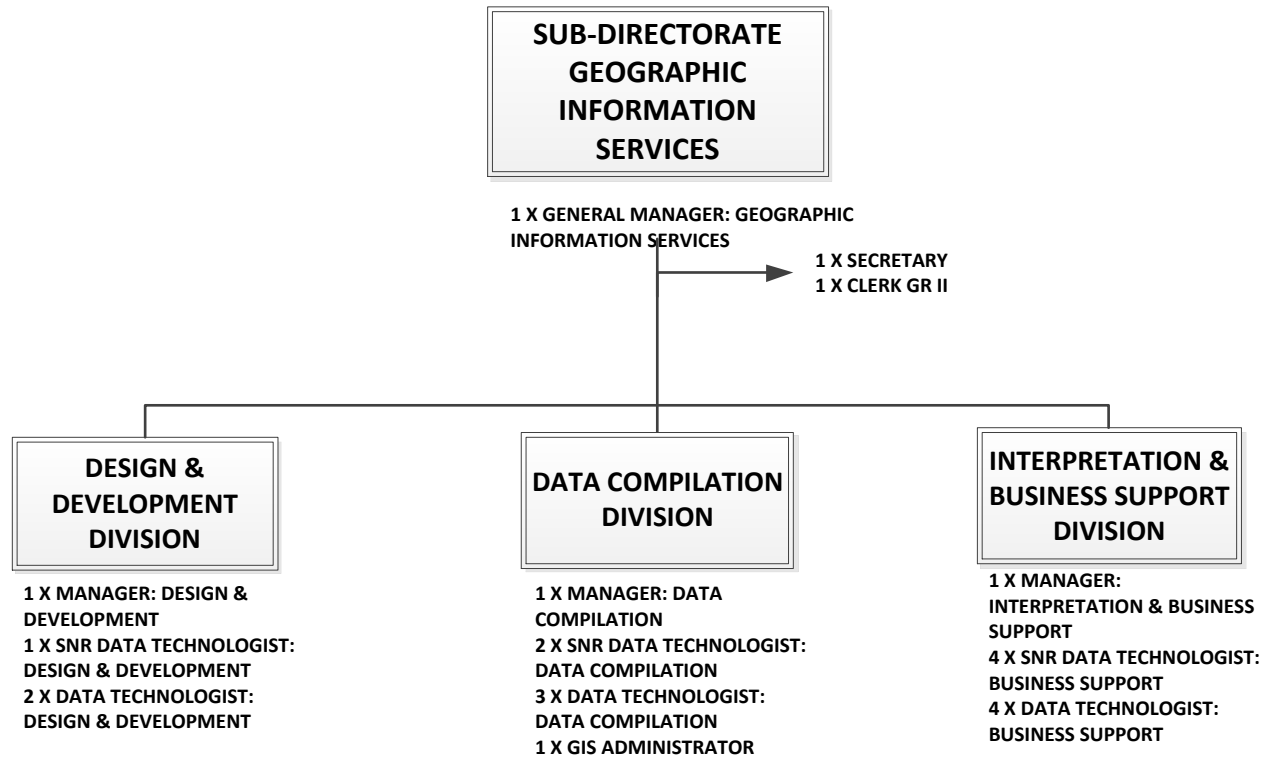 SUB-DIRECTORATE
GEOGRAPHIC
INFORMATION
SERVICES
1 X GENERAL MANAGER: GEOGRAPHIC
INFORMATION SERVICES
1 X SECRETARY
1 X CLERK GR II
DESIGN &
DEVELOPMENT
DIVISION
1 X MANAGER: DESIGN &
DEVELOPMENT
1 X SNR DATA TECHNOLOGIST:
DESIGN & DEVELOPMENT
2 X DATA TECHNOLOGIST:
DESIGN & DEVELOPMENT
DATA COMPILATION
DIVISION
1 X MANAGER: DATA
COMPILATION
2 X SNR DATA TECHNOLOGIST:
DATA COMPILATION
3 X DATA TECHNOLOGIST:
DATA COMPILATION
1 X GIS ADMINISTRATOR
INTERPRETATION &
BUSINESS SUPPORT
DIVISION
1 X MANAGER:
INTERPRETATION & BUSINESS
SUPPORT
4 X SNR DATA TECHNOLOGIST:
BUSINESS SUPPORT
4 X DATA TECHNOLOGIST:
BUSINESS SUPPORT